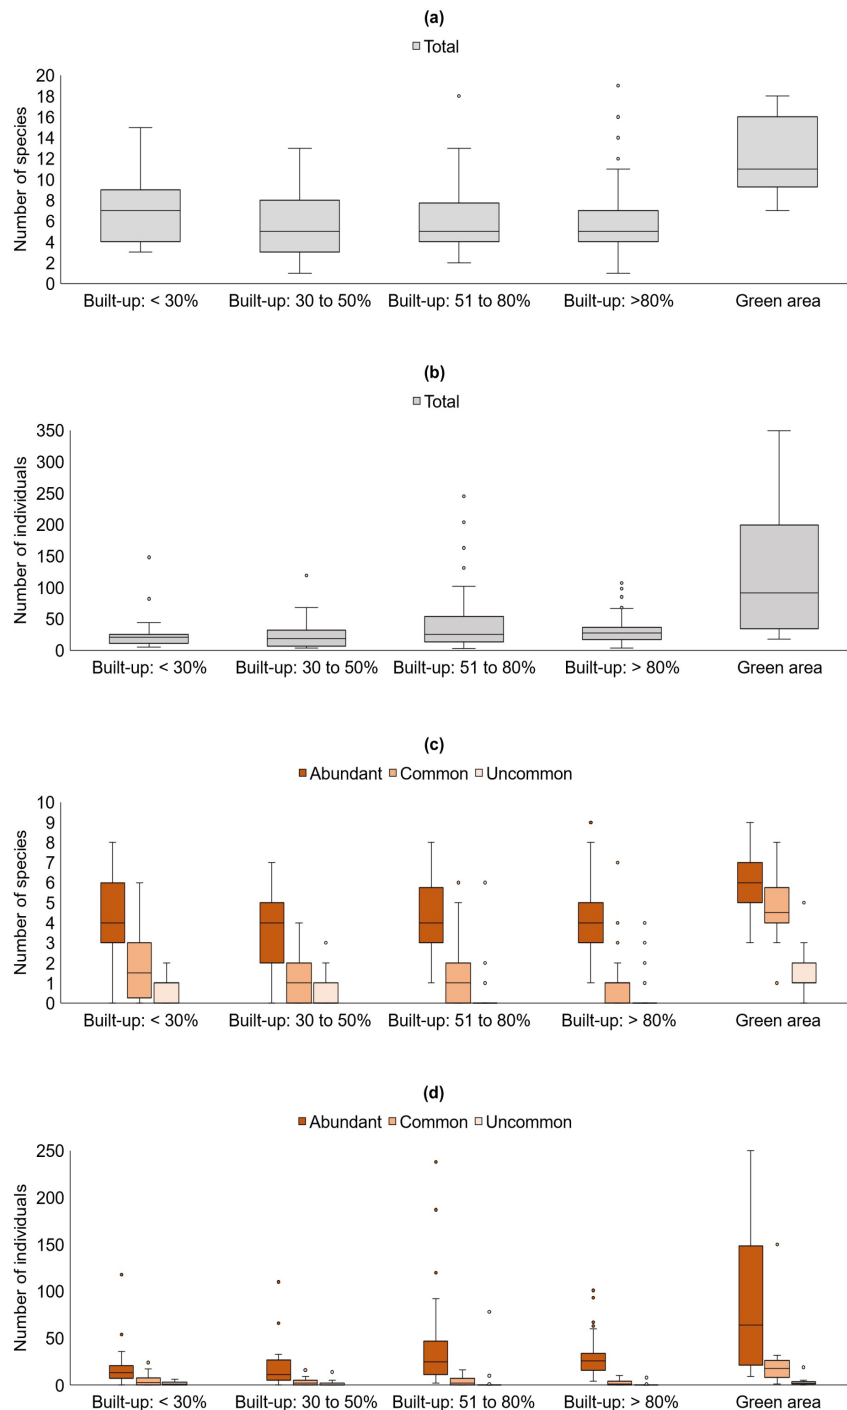 (a)
Total
Number of species
20
18
16
14
12
10
8
6
4
2
0
Built-up: < 30% Built-up: 30 to 50% Built-up: 51 to 80% Built-up: >80% Green area
(b)
Total
Number of individuals
350
300
250
200
150
100
50
0
Built-up: < 30% Built-up: 30 to 50% Built-up: 51 to 80% Built-up: > 80% Green area
(c)
Abundant Common Uncommon
Number of species
10
9
8
7
6
5
4
3
2
1
0
Built-up: < 30% Built-up: 30 to 50% Built-up: 51 to 80% Built-up: > 80% Green area
(d)
Abundant Common Uncommon
Number of individuals
250
200
150
100
50
0
Built-up: < 30% Built-up: 30 to 50% Built-up: 51 to 80% Built-up: > 80% Green area